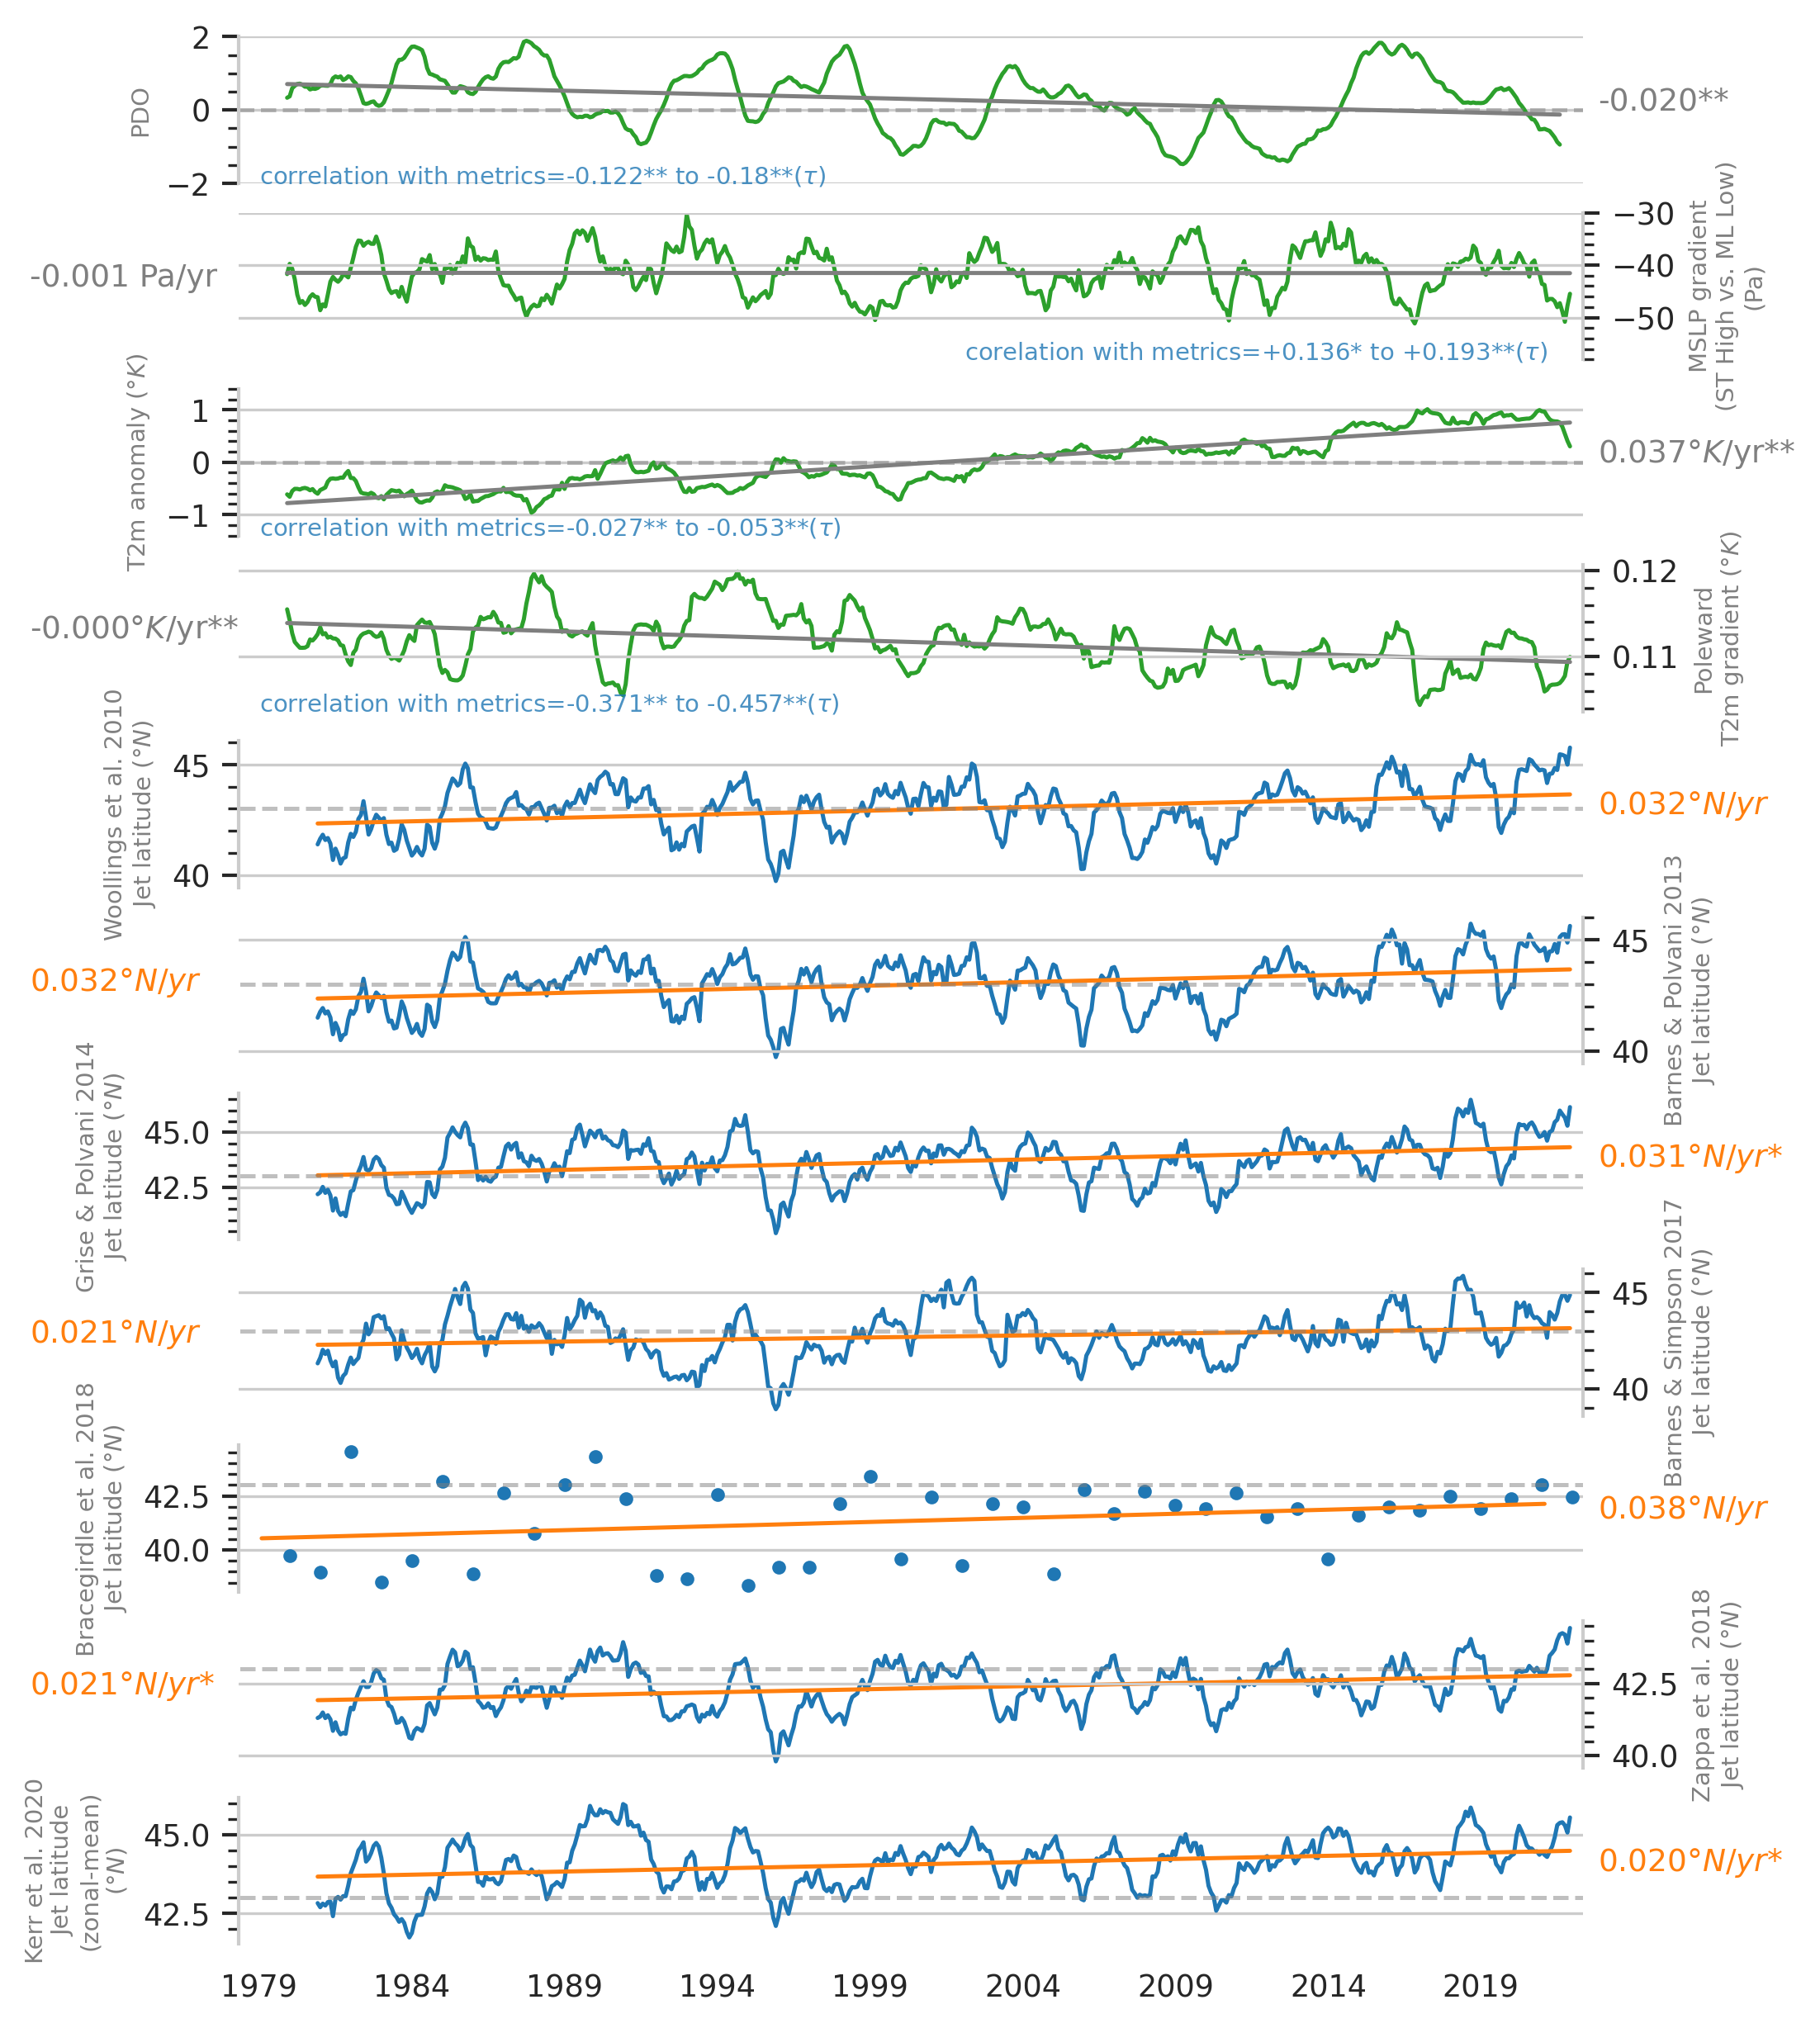 PDO
2
0
−2
-0.020**
correlation with metrics=-0.122** to -0.18**(τ)
-0.001 Pa/yr
−30
−40
−50
MSLP gradient
(ST High vs. ML Low)
(Pa)
corelation with metrics=+0.136* to +0.193**(τ)
T2m anomaly (°K)
1
0
−1
0.037°K/yr**
correlation with metrics=-0.027** to -0.053**(τ)
-0.000°K/yr**
0.12
0.11
Poleward
T2m gradient (°K)
correlation with metrics=-0.371** to -0.457**(τ)
Woollings et al. 2010
Jet latitude (°N)
45
40
0.032°N/yr
0.032°N/yr
45
40
Barnes & Polvani 2013
Jet latitude (°N)
Grise & Polvani 2014
Jet latitude (°N)
45.0
42.5
0.031°N/yr*
0.021°N/yr
45
40
Barnes & Simpson 2017
Jet latitude (°N)
Bracegirdle et al. 2018
Jet latitude (°N)
42.5
40.0
0.038°N/yr
0.021°N/yr*
42.5
40.0
Zappa et al. 2018
Jet latitude (°N)
Kerr et al. 2020
Jet latitude
(zonal-mean)
(°N)
45.0
42.5
0.020°N/yr*
1979 1984 1989 1994 1999 2004 2009 2014 2019